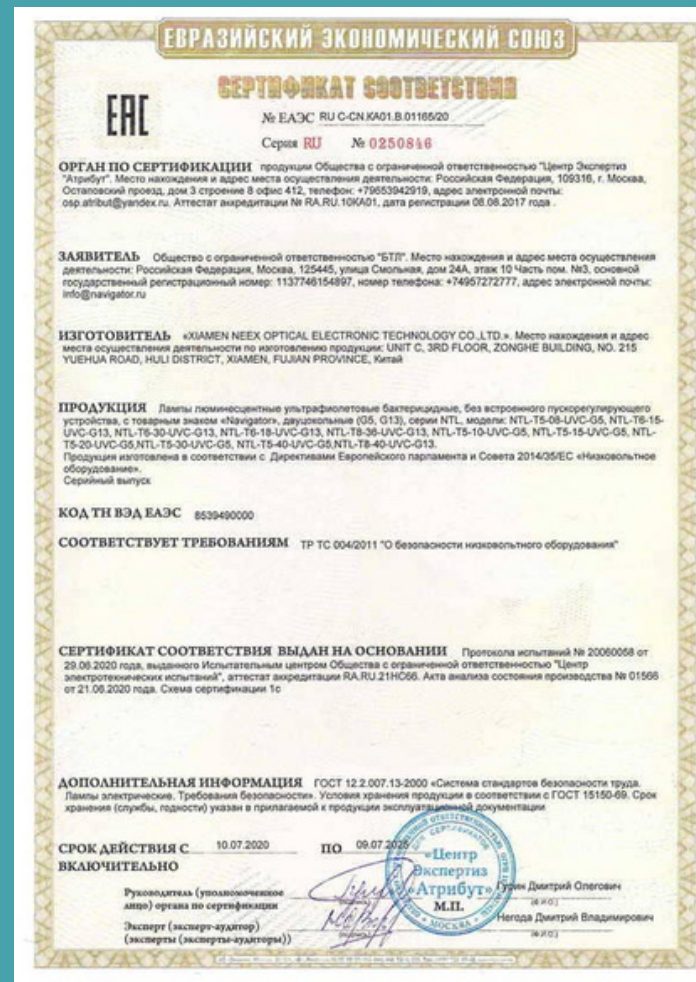 ЕВРАЗИЙСКИЙ ЭКОНОМИЧЕСКИЙ СОЮЗ
СЕРТИФИКАТ СООТВЕТСТВИЯ
EAC
№ ЕАЭС RU C-CN.KA01.B.01165/20
Серия RU № 0250846
ОРГАН ПО СЕРТИФИКАЦИИ продукции Общества с ограниченной ответственностью "Центр Экспертиз
"Атрибут". Место нахождения и адрес места осуществления деятельности: Российская Федерация, 109316, г. Москва,
Остаповский проезд, дом 3 строение 8 офис 412, телефон: +79653942919, адрес электронной почты:
osp.atribut@yandex.ru. Аттестат аккредитации № RA.RU.10КА01, дата регистрации 08.08.2017 года .
ЗАЯВИТЕЛЬ Общество с ограниченной ответственностью "БТЛ". Место нахождения и адрес места осуществления
деятельности: Российская Федерация, Москва, 125445, улица Смольная, дом 24А, этаж 10 Часть пом. №3, основной
государственный регистрационный номер: 1137746154897, номер телефона: +74957272777, адрес электронной почты:
info@navigator.ru
ИЗГОТОВИТЕЛЬ «XIAMEN NEEX OPTICAL ELECTRONIC TECHNOLOGY CO.,LTD.». Место нахождения и адрес
места осуществления деятельности по изготовлению продукции: UNIT C, 3RD FLOOR, ZONGHE BUILDING, NO. 215
YUEHUA ROAD, HULI DISTRICT, XIAMEN, FUJIAN PROVINCE, Китай
ПРОДУКЦИЯ Лампы люминесцентные ультрафиолетовые бактерицидные, без встроенного пускорегулирующего
устройства, с товарным знаком «Navigator», двуцокольные (G5, G13), серии NTL, модели: NTL-T5-08-UVC-G5, NTL-T6-15-
UVC-G13, NTL-T6-30-UVC-G13, NTL-T6-18-UVC-G13, NTL-T8-36-UVC-G13, NTL-T5-10-UVC-G5, NTL-T5-15-UVC-G5, NTL-
T5-20-UVC-G5,NTL-T5-30-UVC-G5, NTL-T5-40-UVC-G5,NTL-T8-40-UVC-G13.
Продукция изготовлена в соответствии с Директивами Европейского парламента и Совета 2014/35/ЕС «Низковольтное
оборудование».
Серийный выпуск
КОД ТН ВЭД ЕАЭС 8539490000
СООТВЕТСТВУЕТ ТРЕБОВАНИЯМ ТР ТС 004/2011 "О безопасности низковольтного оборудования"
СЕРТИФИКАТ СООТВЕТСТВИЯ ВЫДАН НА ОСНОВАНИИ Протокола испытаний № 20060058 от
29.06.2020 года, выданного Испытательным центром Общества с ограниченной ответственностью "Центр
электротехнических испытаний", аттестат аккредитации RA.RU.21НС66. Акта анализа состояния производства № 01566
от 21.06.2020 года. Схема сертификации 1с
ДОПОЛНИТЕЛЬНАЯ ИНФОРМАЦИЯ ГОСТ 12.2.007.13-2000 «Система стандартов безопасности труда.
Лампы электрические. Требования безопасности». Условия хранения продукции в соответствии с ГОСТ 15150-69. Срок
хранения (службы, годности) указан в прилагаемой к продукции эксплуатационной документации
СРОК ДЕЙСТВИЯ С 10.07.2020 ПО 09.07.2025
ВКЛЮЧИТЕЛЬНО
«Центр
Экспертиз
«Атрибут»
М.П.
МОСКВА
Руководитель (уполномоченное
лицо) органа по сертификации
Гурин Дмитрий Олегович
(Ф.И.О.)
Эксперт (эксперт-аудитор)
(эксперты (эксперты-аудиторы))
Негода Дмитрий Владимирович
(Ф.И.О.)